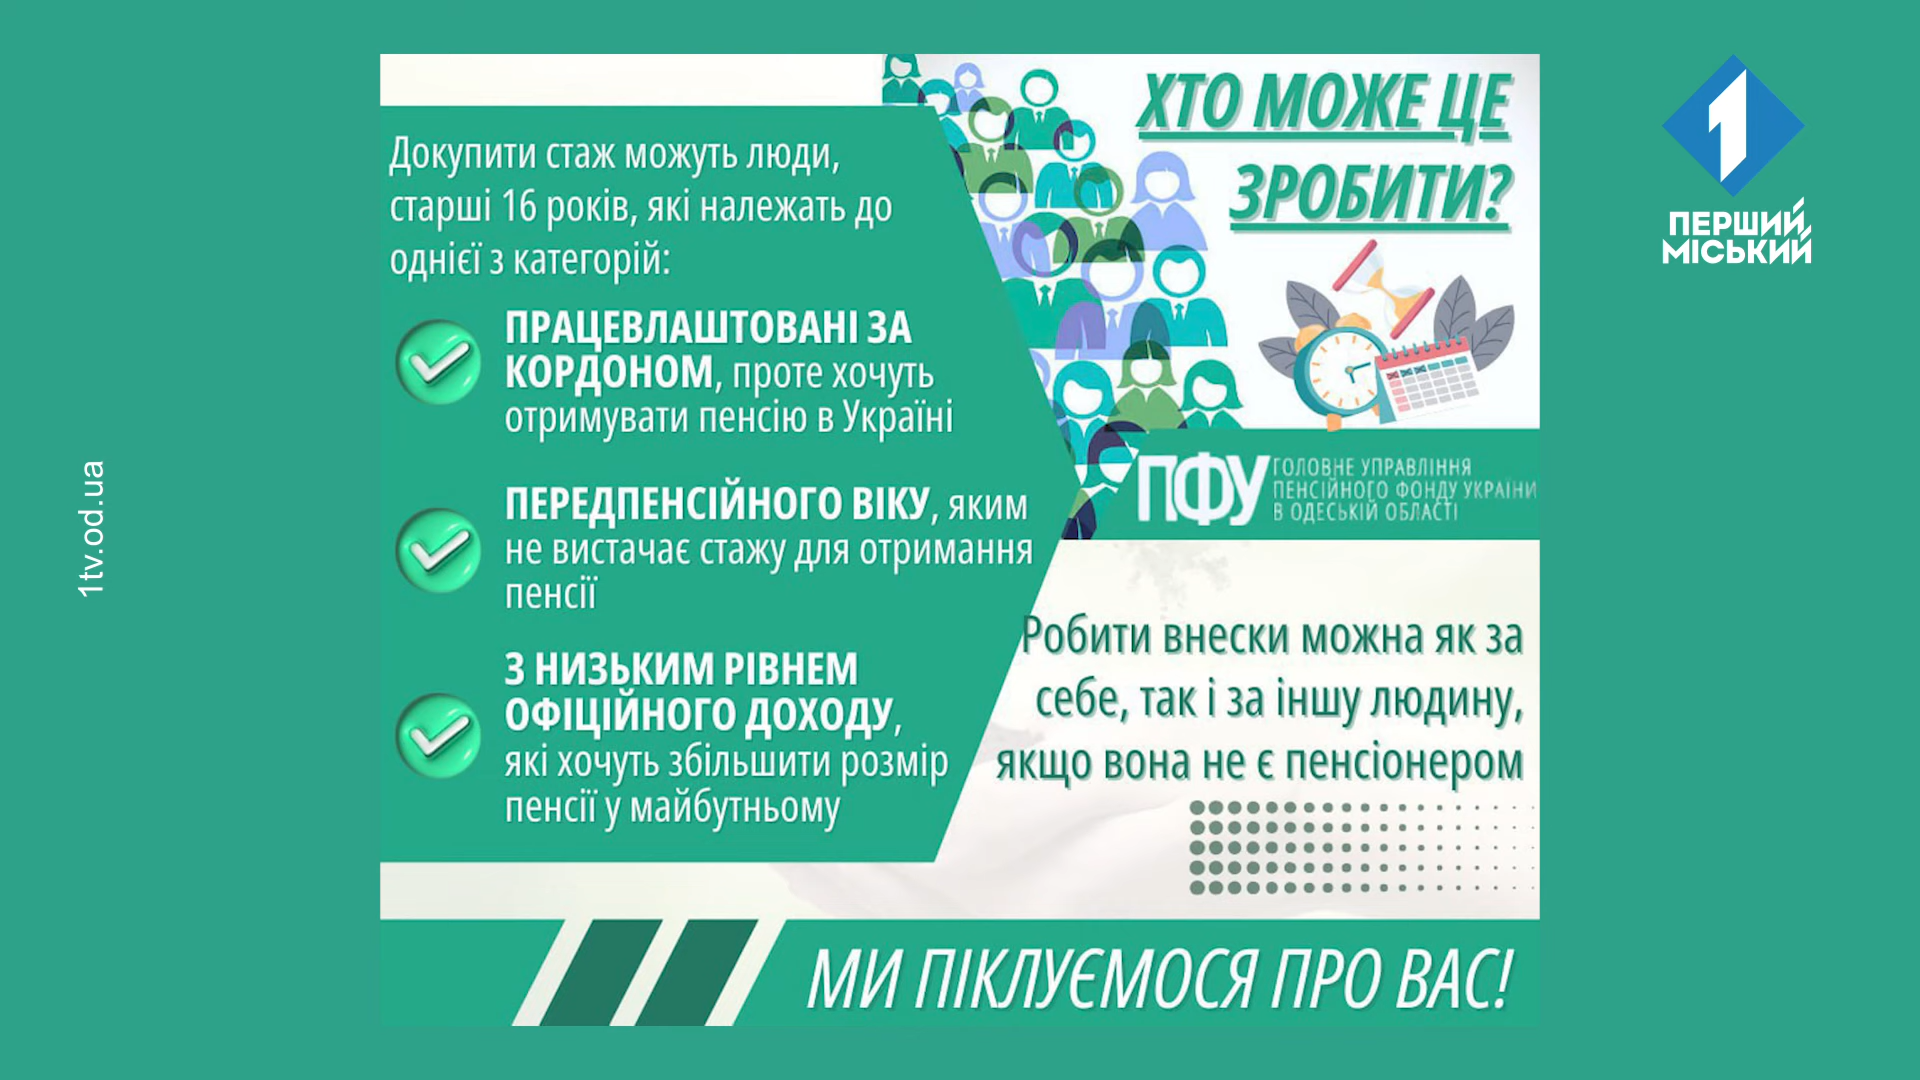 ХТО МОЖЕ ЦЕ
ЗРОБИТИ?
Докупити стаж можуть люди,
старші 16 років, які належать до
однієї з категорій:
ПРАЦЕВЛАШТОВАНІ ЗА
КОРДОНОМ, проте хочуть
отримувати пенсію в Україні
ПЕРЕДПЕНСІЙНОГО ВІКУ, яким
не вистачає стажу для отримання
пенсії
З НИЗЬКИМ РІВНЕМ
ОФІЦІЙНОГО ДОХОДУ,
які хочуть збільшити розмір
пенсії у майбутньому
ПФУ
ГОЛОВНЕ УПРАВЛІННЯ
ПЕНСІЙНОГО ФОНДУ УКРАЇНИ
В ОДЕСЬКІЙ ОБЛАСТІ
Робити внески можна як за
себе, так і за іншу людину,
якщо вона не є пенсіонером
МИ ПІКЛУЄМОСЯ ПРО ВАС!
1
ПЕРШИЙ
МІСЬКИЙ
1tv.od.ua